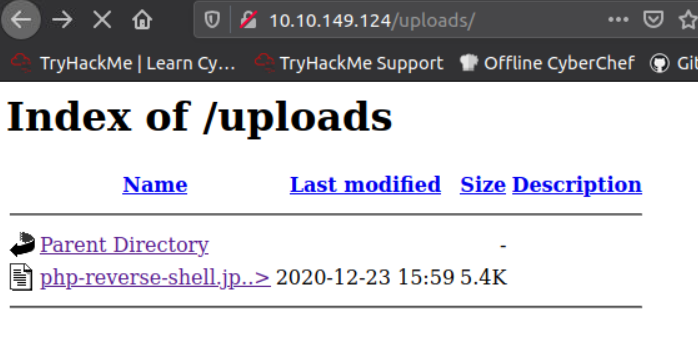 10.10.149.124/uploads/
TryHackMe | Learn Cy... TryHackMe Support Offline CyberChef Git
Index of /uploads
Name Last modified Size Description
Parent Directory -
php-reverse-shell.jp..> 2020-12-23 15:59 5.4K